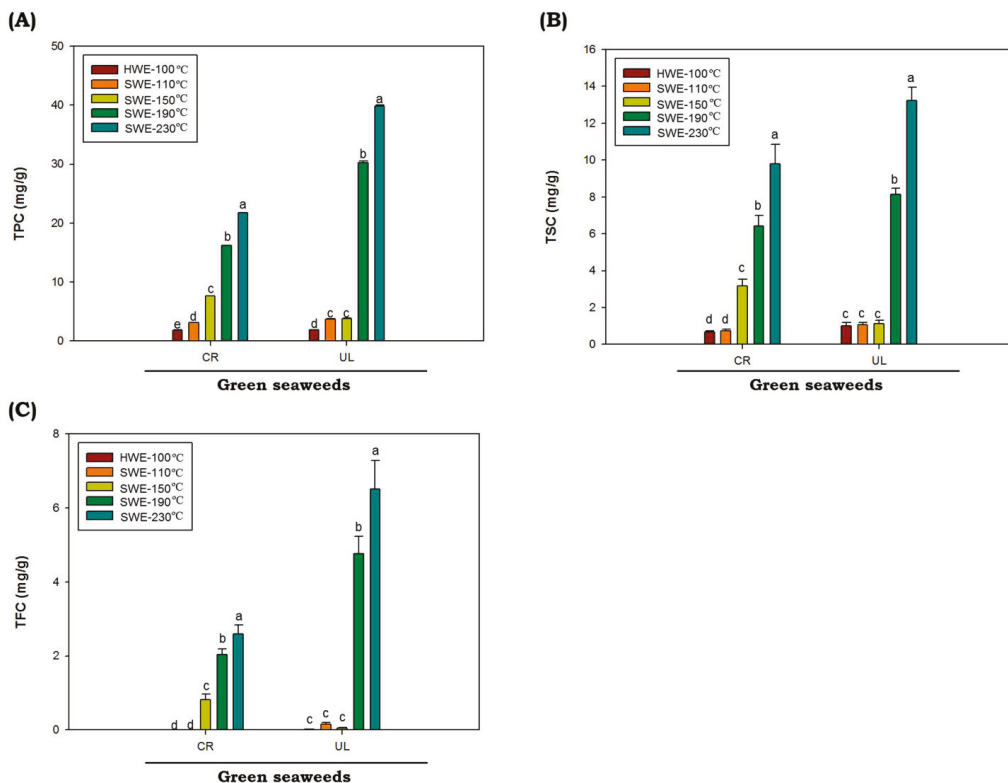 (A)
50
40
30
20
10
0
TPC (mg/g)
HWE-100℃
SWE-110℃
SWE-150℃
SWE-190℃
SWE-230℃
e
d
c
b
a
d
c
c
b
a
CR
UL
Green seaweeds
(B)
16
14
12
10
8
6
4
2
0
TSC (mg/g)
HWE-100℃
SWE-110℃
SWE-150℃
SWE-190℃
SWE-230℃
d
d
c
b
a
c
c
c
b
a
CR
UL
Green seaweeds
(C)
8
6
4
2
0
TFC (mg/g)
HWE-100℃
SWE-110℃
SWE-150℃
SWE-190℃
SWE-230℃
d
d
c
b
a
c
c
c
b
a
CR
UL
Green seaweeds